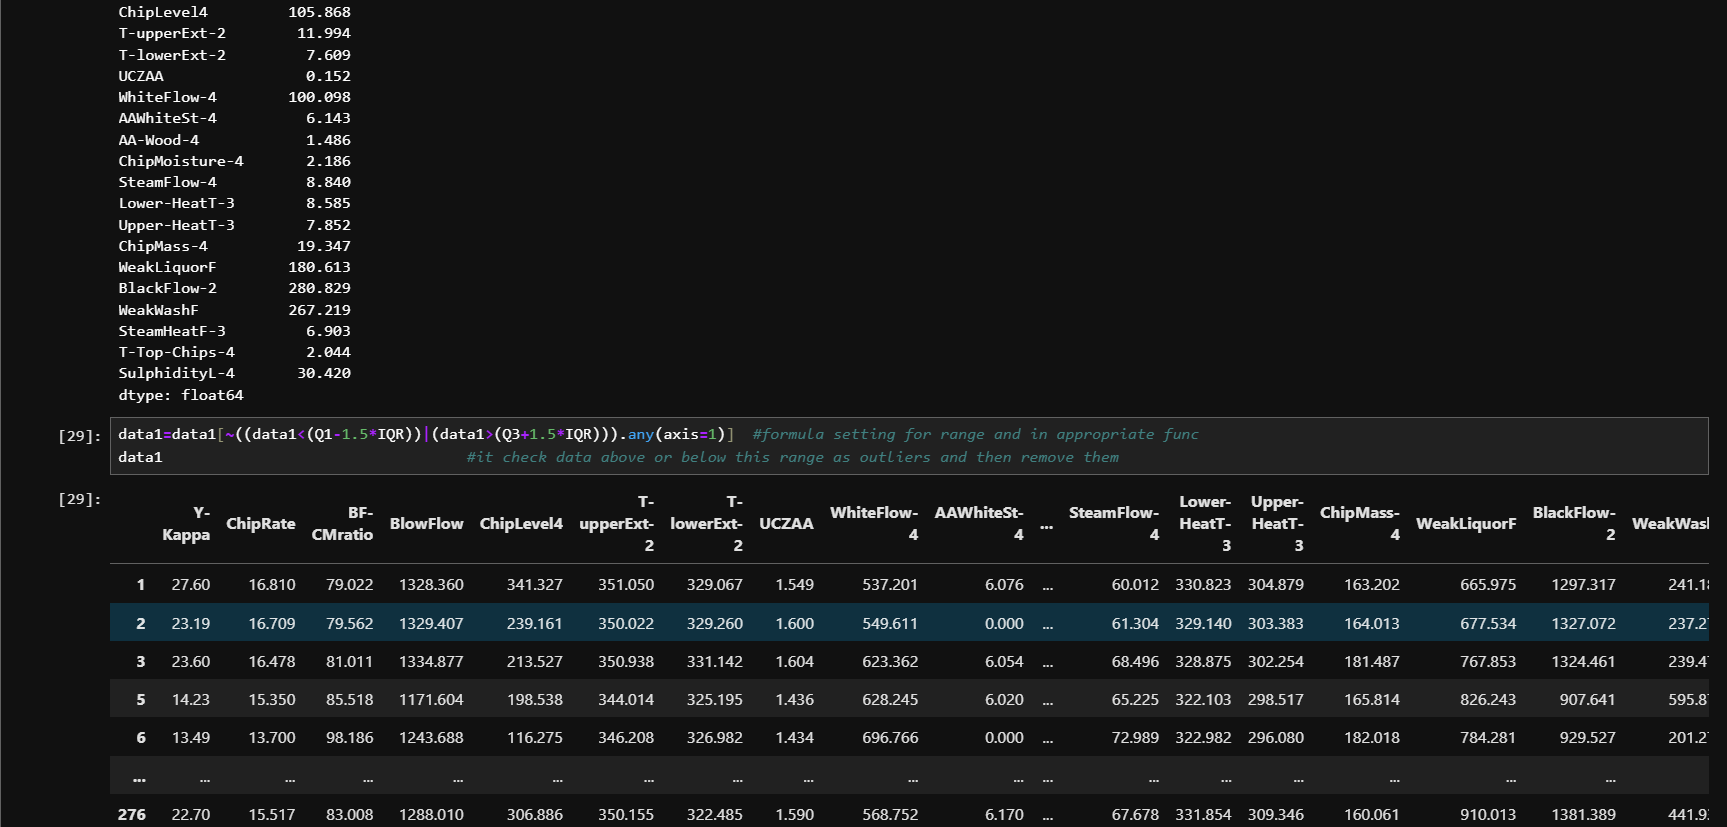 ChipLevel4 105.868
T-upperExt-2 11.994
T-lowerExt-2 7.609
UCZAA 0.152
WhiteFlow-4 100.098
AAWhiteSt-4 6.143
AA-Wood-4 1.486
ChipMoisture-4 2.186
SteamFlow-4 8.840
Lower-HeatT-3 8.585
Upper-HeatT-3 7.852
ChipMass-4 19.347
WeakLiquorF 180.613
BlackFlow-2 280.829
WeakWashF 267.219
SteamHeatF-3 6.903
T-Top-Chips-4 2.044
SulphidityL-4 30.420
dtype: float64
[29]: data1=data1[~((data1<(Q1-1.5*IQR))|(data1>(Q3+1.5*IQR))).any(axis=1)] #formula setting for range and in appropriate func
data1 #it check data above or below this range as outliers and then remove them
[29]:
Y-Kappa ChipRate BF-CMratio BlowFlow ChipLevel4 T-upperExt-2 T-lowerExt-2 UCZAA WhiteFlow-4 AAWhiteSt-4 ... SteamFlow-4 Lower-HeatT-3 Upper-HeatT-3 ChipMass-4 WeakLiquorF BlackFlow-2 WeakWas
1 27.60 16.810 79.022 1328.360 341.327 351.050 329.067 1.549 537.201 6.076 ... 60.012 330.823 304.879 163.202 665.975 1297.317 241.18
2 23.19 16.709 79.562 1329.407 239.161 350.022 329.260 1.600 549.611 0.000 ... 61.304 329.140 303.383 164.013 677.534 1327.072 237.2
3 23.60 16.478 81.011 1334.877 213.527 350.938 331.142 1.604 623.362 6.054 ... 68.496 328.875 302.254 181.487 767.853 1324.461 239.4
5 14.23 15.350 85.518 1171.604 198.538 344.014 325.195 1.436 628.245 6.020 ... 65.225 322.103 298.517 165.814 826.243 907.641 595.8
6 13.49 13.700 98.186 1243.688 116.275 346.208 326.982 1.434 696.766 0.000 ... 72.989 322.982 296.080 182.018 784.281 929.527 201.2
... ... ... ... ... ... ... ... ... ... ... ... ... ... ... ... ... ...
276 22.70 15.517 83.008 1288.010 306.886 350.155 322.485 1.590 568.752 6.170 ... 67.678 331.854 309.346 160.061 910.013 1381.389 441.9